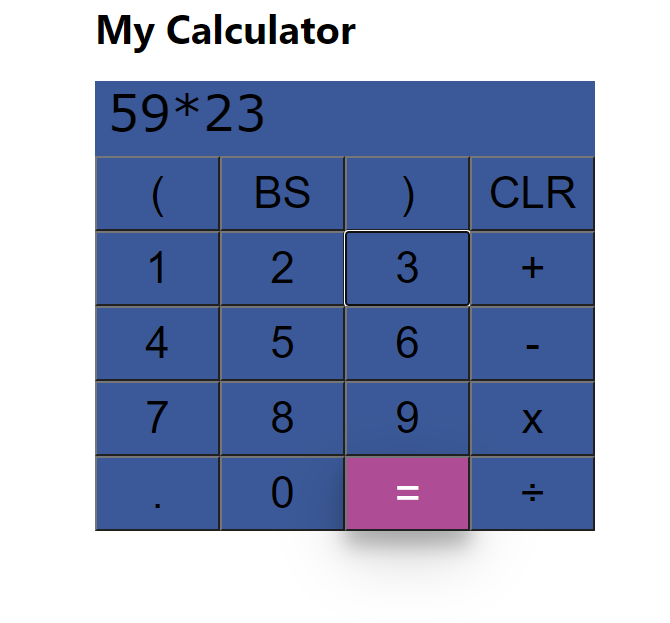 My Calculator
59*23
( BS ) CLR
1 2 3 +
4 5 6 -
7 8 9 x
. 0 = ÷